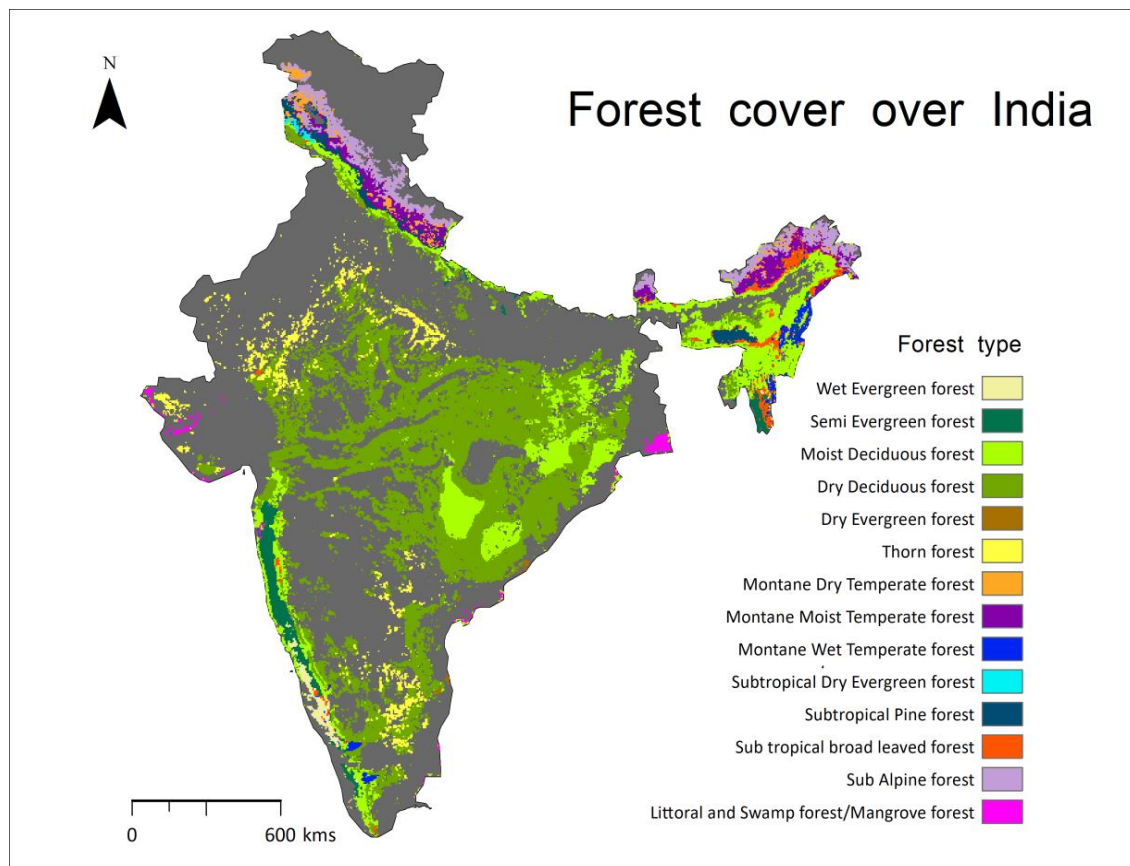 N
Forest cover over India
Forest type
Wet Evergreen forest
Semi Evergreen forest
Moist Deciduous forest
Dry Deciduous forest
Dry Evergreen forest
Thorn forest
Montane Dry Temperate forest
Montane Moist Temperate forest
Montane Wet Temperate forest
Subtropical Dry Evergreen forest
Subtropical Pine forest
Sub tropical broad leaved forest
Sub Alpine forest
Littoral and Swamp forest/Mangrove forest
0 600 kms